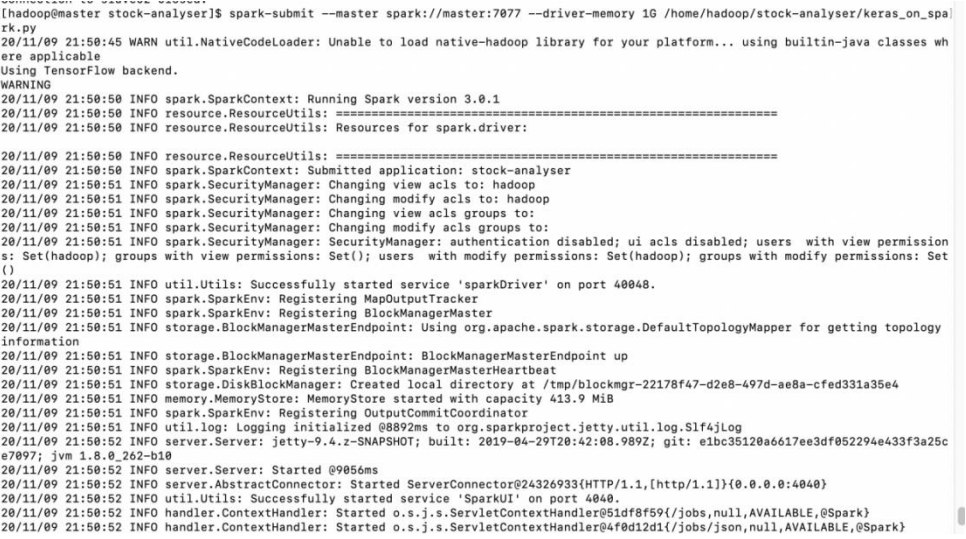 [hadoop@master stock-analyser]$ spark-submit --master spark://master:7077 --driver-memory 1G /home/hadoop/stock-analyser/keras_on_spa
rk.py
20/11/09 21:50:45 WARN util.NativeCodeLoader: Unable to load native-hadoop library for your platform... using builtin-java classes wh
ere applicable
Using TensorFlow backend.
WARNING
20/11/09 21:50:50 INFO spark.SparkContext: Running Spark version 3.0.1
20/11/09 21:50:50 INFO resource.ResourceUtils: ==============================================================
20/11/09 21:50:50 INFO resource.ResourceUtils: Resources for spark.driver:
20/11/09 21:50:50 INFO resource.ResourceUtils: ==============================================================
20/11/09 21:50:50 INFO spark.SparkContext: Submitted application: stock-analyser
20/11/09 21:50:51 INFO spark.SecurityManager: Changing view acls to: hadoop
20/11/09 21:50:51 INFO spark.SecurityManager: Changing modify acls to: hadoop
20/11/09 21:50:51 INFO spark.SecurityManager: Changing view acls groups to:
20/11/09 21:50:51 INFO spark.SecurityManager: Changing modify acls groups to:
20/11/09 21:50:51 INFO spark.SecurityManager: SecurityManager: authentication disabled; ui acls disabled; users  with view permission
s: Set(hadoop); groups with view permissions: Set(); users  with modify permissions: Set(hadoop); groups with modify permissions: Set
()
20/11/09 21:50:51 INFO util.Utils: Successfully started service 'sparkDriver' on port 40048.
20/11/09 21:50:51 INFO spark.SparkEnv: Registering MapOutputTracker
20/11/09 21:50:51 INFO spark.SparkEnv: Registering BlockManagerMaster
20/11/09 21:50:51 INFO storage.BlockManagerMasterEndpoint: Using org.apache.spark.storage.DefaultTopologyMapper for getting topology
information
20/11/09 21:50:51 INFO storage.BlockManagerMasterEndpoint: BlockManagerMasterEndpoint up
20/11/09 21:50:51 INFO spark.SparkEnv: Registering BlockManagerMasterHeartbeat
20/11/09 21:50:51 INFO storage.DiskBlockManager: Created local directory at /tmp/blockmgr-22178f47-d2e8-497d-ae8a-cfed331a35e4
20/11/09 21:50:51 INFO memory.MemoryStore: MemoryStore started with capacity 413.9 MiB
20/11/09 21:50:51 INFO spark.SparkEnv: Registering OutputCommitCoordinator
20/11/09 21:50:51 INFO util.log: Logging initialized @8892ms to org.sparkproject.jetty.util.log.Slf4jLog
20/11/09 21:50:52 INFO server.Server: jetty-9.4.z-SNAPSHOT; built: 2019-04-29T20:42:08.989Z; git: e1bc35120a6617ee3df052294e433f3a25c
e7097; jvm 1.8.0_262-b10
20/11/09 21:50:52 INFO server.Server: Started @9056ms
20/11/09 21:50:52 INFO server.AbstractConnector: Started ServerConnector@24326933{HTTP/1.1,[http/1.1]}{0.0.0.0:4040}
20/11/09 21:50:52 INFO util.Utils: Successfully started service 'SparkUI' on port 4040.
20/11/09 21:50:52 INFO handler.ContextHandler: Started o.s.j.s.ServletContextHandler@51df8f59{/jobs,null,AVAILABLE,@Spark}
20/11/09 21:50:52 INFO handler.ContextHandler: Started o.s.j.s.ServletContextHandler@4f0d12d1{/jobs/json,null,AVAILABLE,@Spark}